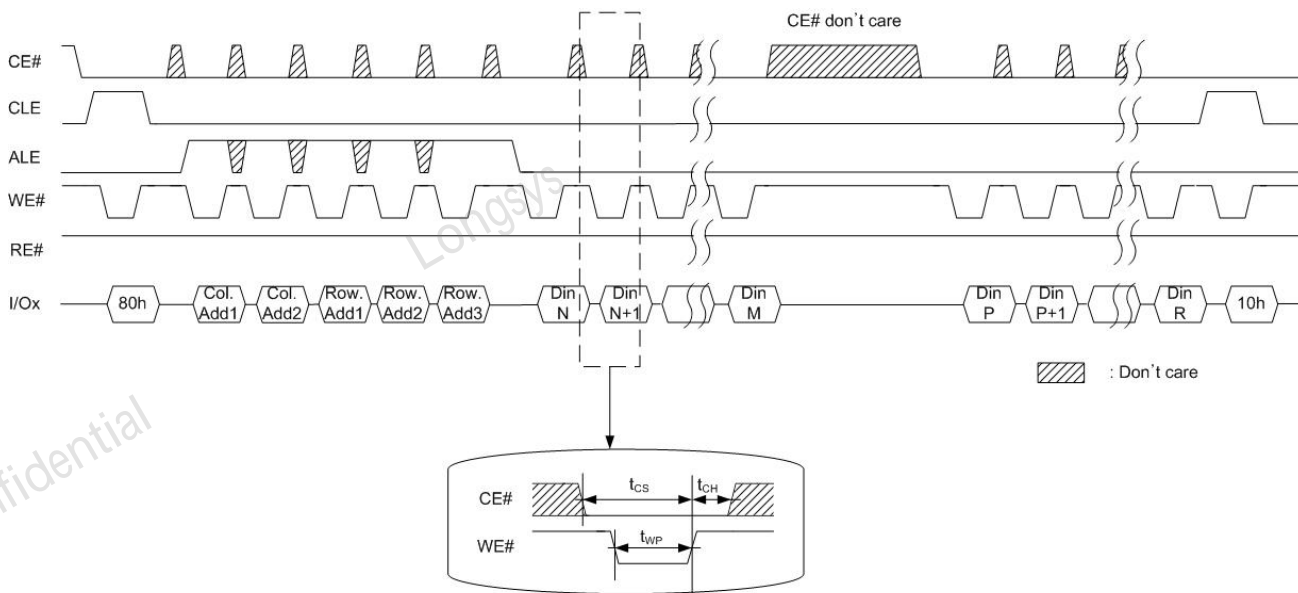 CE# don't care
CE#
CLE
ALE
WE#
RE#
I/Ox
80h
Col. Add1
Col. Add2
Row. Add1
Row. Add2
Row. Add3
Din N
Din N+1
Din M
Din P
Din P+1
Din R
10h
: Don't care
Longsys
CE#
tCS
tCH
WE#
tWP